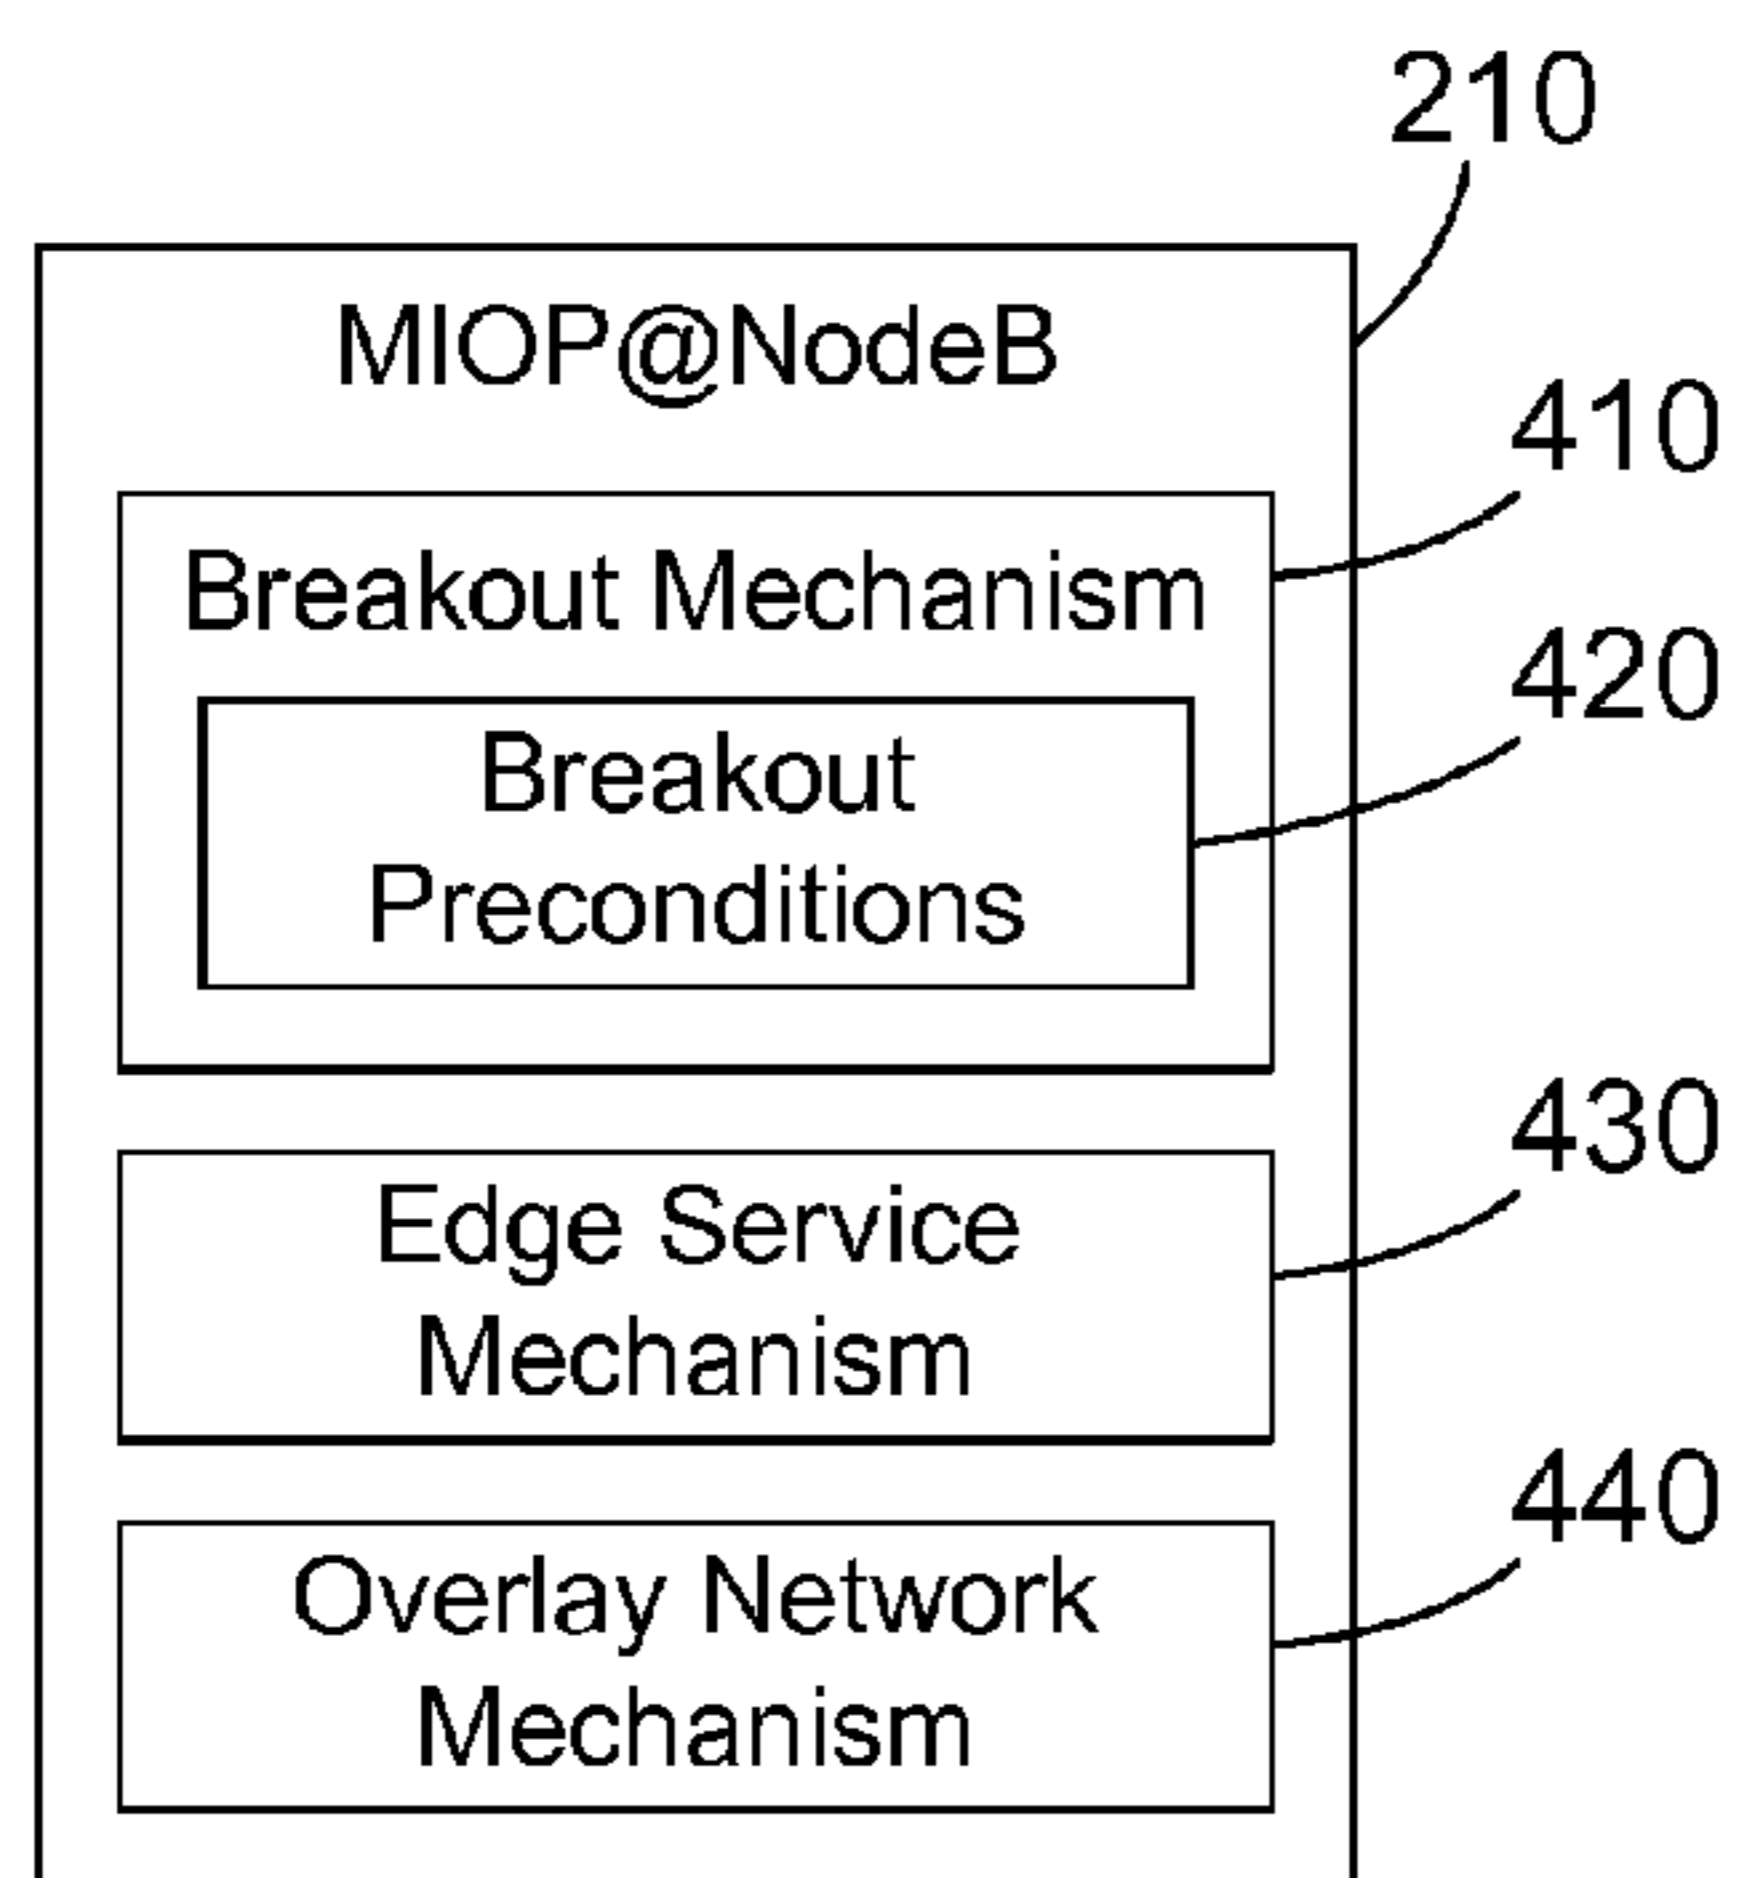 210
MIOP@NodeB
410
Breakout Mechanism
420
Breakout
Preconditions
430
Edge Service
Mechanism
440
Overlay Network
Mechanism